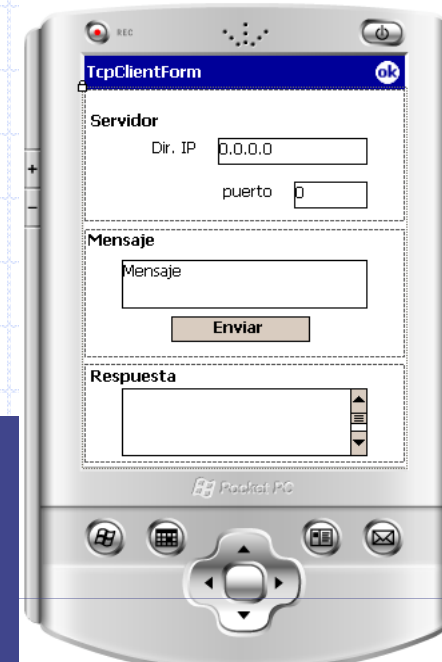 REC
TcpClientForm ok
Servidor
Dir. IP 0.0.0.0
puerto 0
Mensaje
Mensaje
Enviar
Respuesta
Pocket PC
+
-